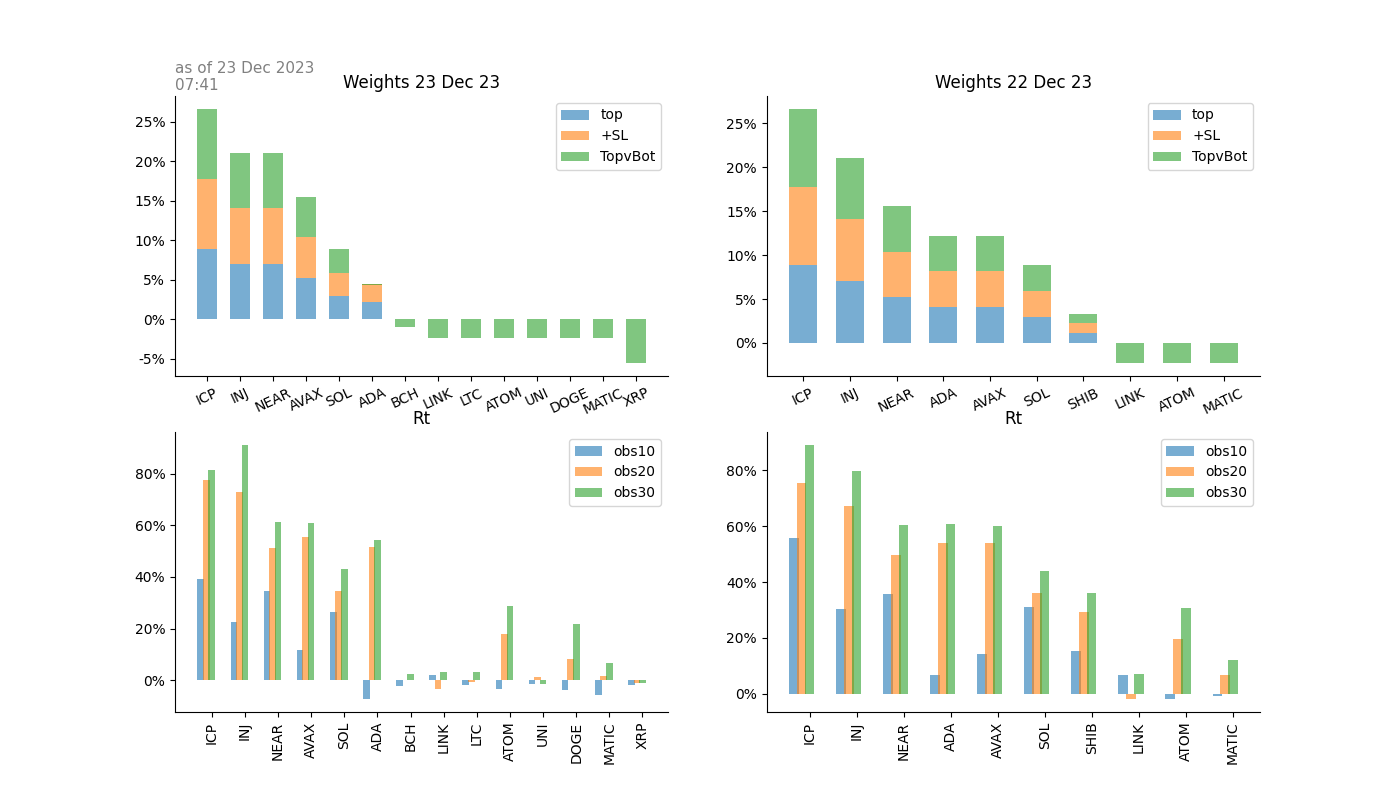 as of 23 Dec 2023
07:41
Weights 23 Dec 23
25%
20%
15%
10%
5%
0%
-5%
top
+SL
TopvBot
ICP INJ NEAR AVAX SOL ADA BCH LINK LTC ATOM UNI DOGE MATIC XRP
Weights 22 Dec 23
25%
20%
15%
10%
5%
0%
top
+SL
TopvBot
ICP INJ NEAR ADA AVAX SOL SHIB LINK ATOM MATIC
Rt
80%
60%
40%
20%
0%
obs10
obs20
obs30
ICP INJ NEAR AVAX SOL ADA BCH LINK LTC ATOM UNI DOGE MATIC XRP
Rt
80%
60%
40%
20%
0%
obs10
obs20
obs30
ICP INJ NEAR ADA AVAX SOL SHIB LINK ATOM MATIC